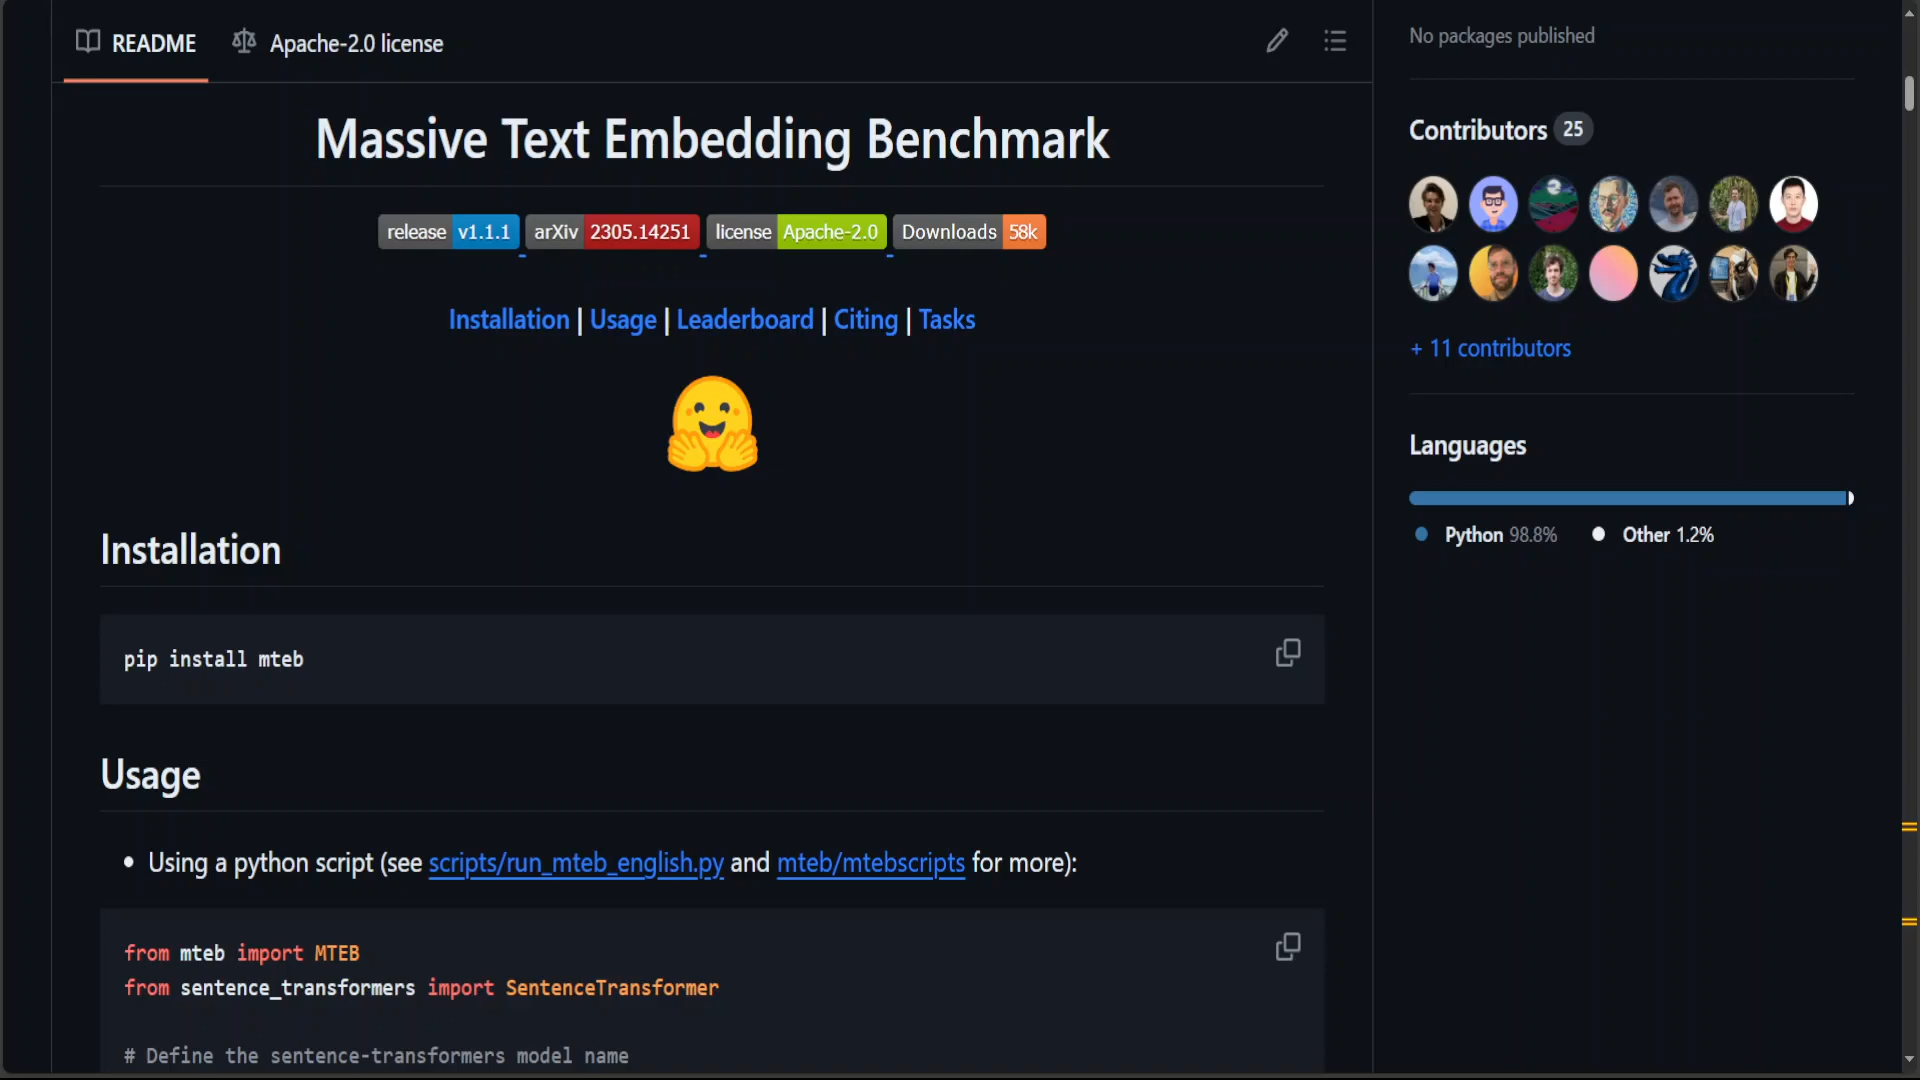 README
Apache-2.0 license
Massive Text Embedding Benchmark
release v1.1.1 arXiv 2305.14251 license Apache-2.0 Downloads 58k
Installation | Usage | Leaderboard | Citing | Tasks
Installation
pip install mteb
Usage
• Using a python script (see scripts/run_mteb_english.py and mteb/mtebscripts for more):
from mteb import MTEB
from sentence_transformers import SentenceTransformer
# Define the sentence-transformers model name
No packages published
Contributors 25
+ 11 contributors
Languages
Python 98.8% Other 1.2%